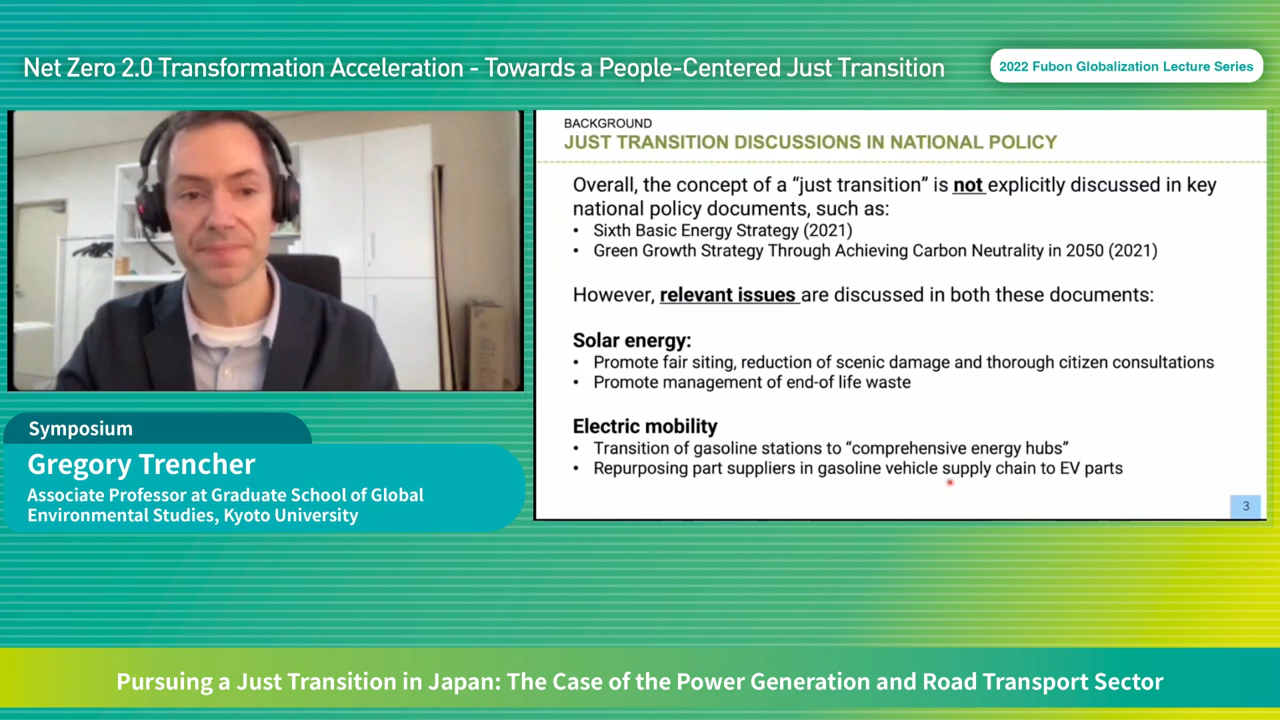 Net Zero 2.0 Transformation Acceleration - Towards a People-Centered Just Transition
2022 Fubon Globalization Lecture Series
BACKGROUND
JUST TRANSITION DISCUSSIONS IN NATIONAL POLICY
Overall, the concept of a “just transition” is not explicitly discussed in key
national policy documents, such as:
• Sixth Basic Energy Strategy (2021)
• Green Growth Strategy Through Achieving Carbon Neutrality in 2050 (2021)
However, relevant issues are discussed in both these documents:
Solar energy:
• Promote fair siting, reduction of scenic damage and thorough citizen consultations
• Promote management of end-of life waste
Electric mobility
• Transition of gasoline stations to “comprehensive energy hubs”
• Repurposing part suppliers in gasoline vehicle supply chain to EV parts
3
Symposium
Gregory Trencher
Associate Professor at Graduate School of Global
Environmental Studies, Kyoto University
Pursuing a Just Transition in Japan: The Case of the Power Generation and Road Transport Sector